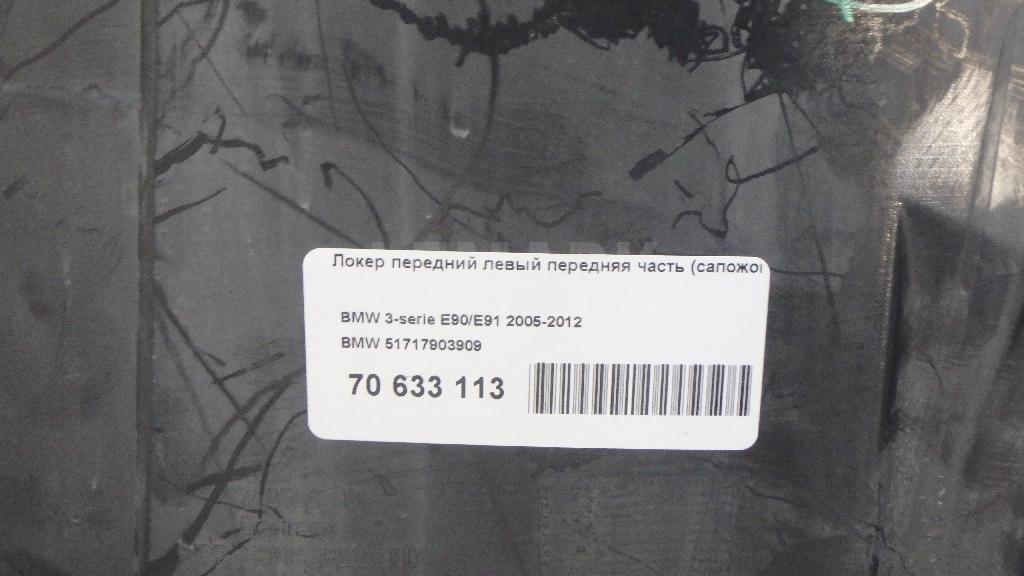 Локер передний левый передняя часть (сапожо
BMW 3-serie E90/E91 2005-2012
BMW 51717903909
70 633 113